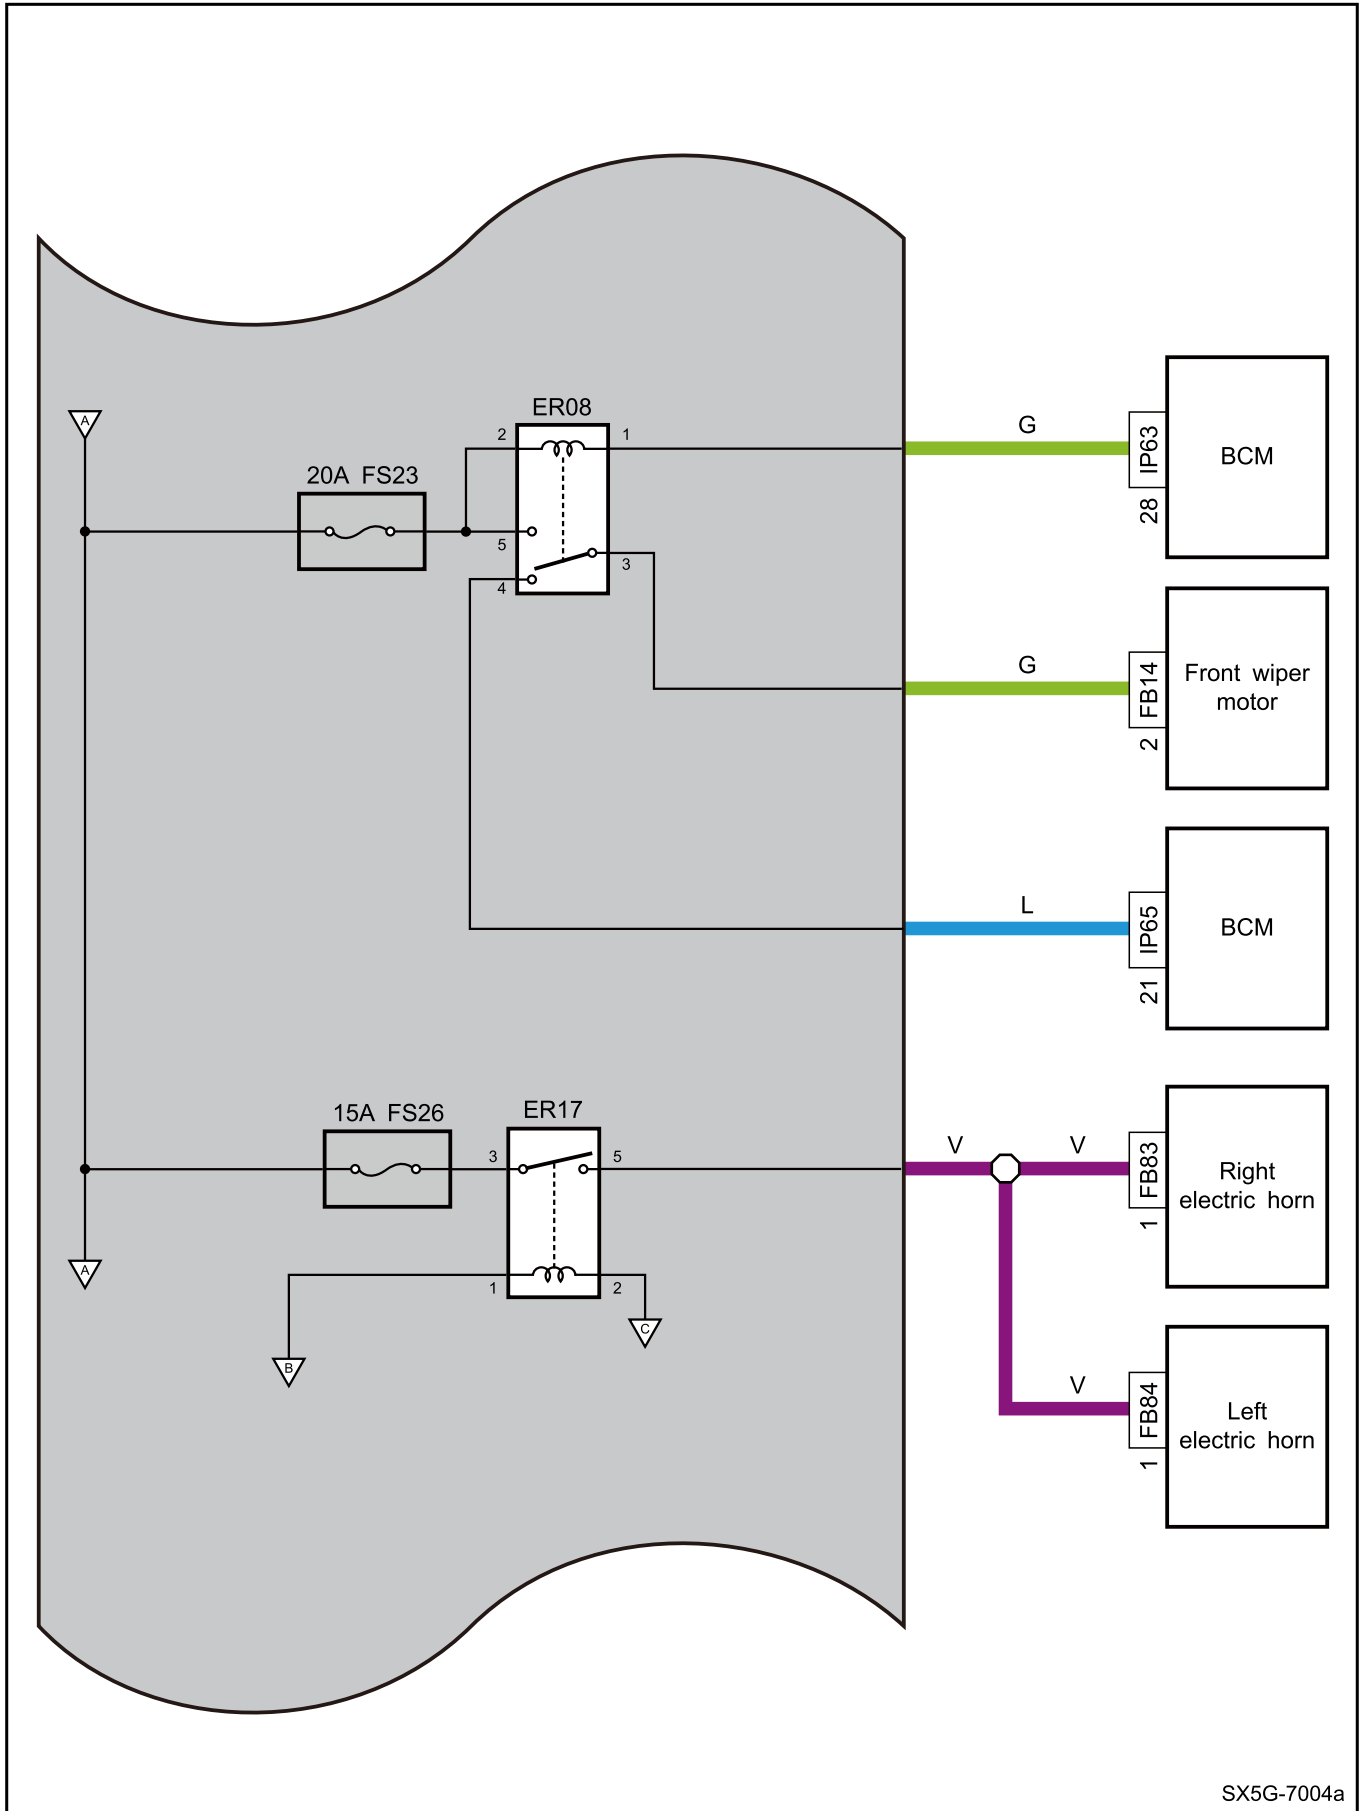 A
ER08
2
1
20A FS23
5
3
4
G
IP63
28
BCM
G
FB14
2
Front wiper
motor
L
IP65
21
BCM
15A FS26
ER17
3
5
1
2
A
B
C
V
V
FB83
1
Right
electric horn
V
FB84
1
Left
electric horn
SX5G-7004a